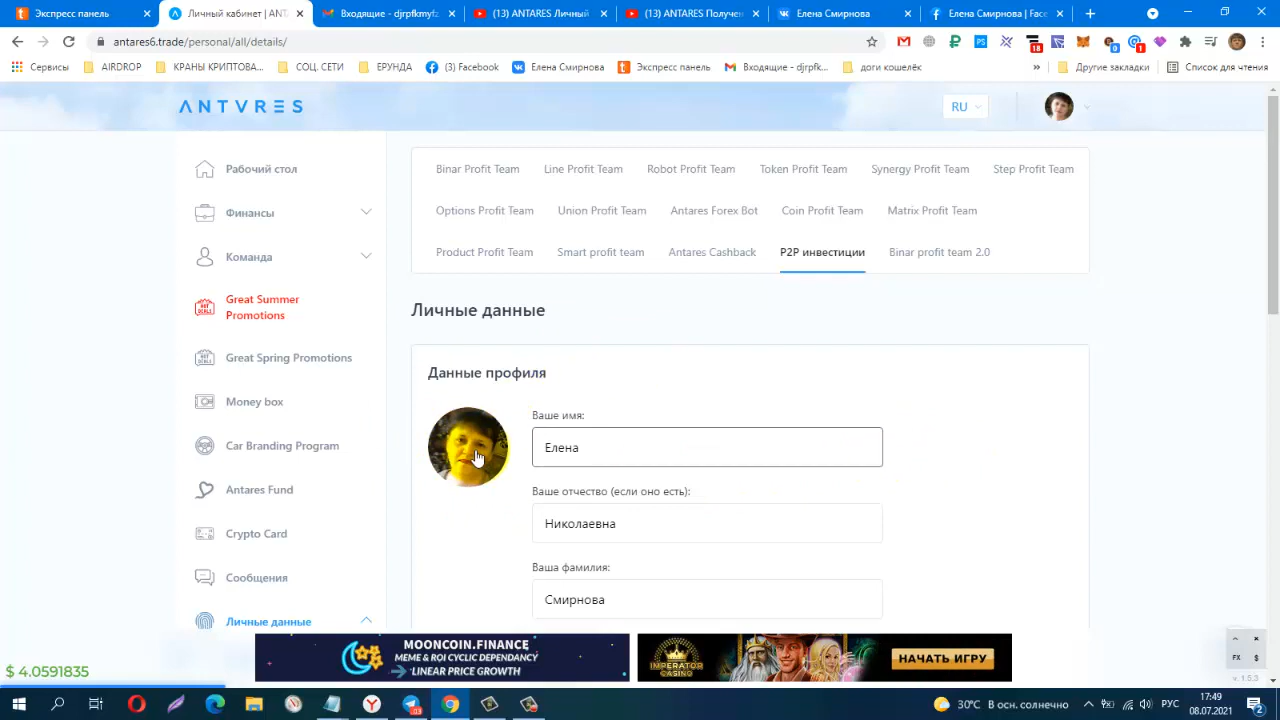 Экспресс панель
Личный кабинет | ANT
Входящие - djrpfkmyfz
(13) ANTARES Личный
(13) ANTARES Получен
Елена Смирнова
Елена Смирнова | Face
antares6.trade/personal/all/details/
Сервисы
AIRDROP
КРАНЫ КРИПТОВА...
СОЦ. СЕТИ
ЕРУНДА
(3) Facebook
Елена Смирнова
Экспресс панель
Входящие - djrpfk...
доги кошелёк
»
Другие закладки
Список для чтения
ANTARES
RU
Рабочий стол
Финансы
Команда
Great Summer
Promotions
Great Spring Promotions
Money box
Car Branding Program
Antares Fund
Crypto Card
Сообщения
Личные данные
Binar Profit Team
Line Profit Team
Robot Profit Team
Token Profit Team
Synergy Profit Team
Step Profit Team
Options Profit Team
Union Profit Team
Antares Forex Bot
Coin Profit Team
Matrix Profit Team
Product Profit Team
Smart profit team
Antares Cashback
P2P инвестиции
Binar profit team 2.0
Личные данные
Данные профиля
Ваше имя:
Елена
Ваше отчество (если оно есть):
Николаевна
Ваша фамилия:
Смирнова
MOONCOIN.FINANCE
MEME & ROI CYCLIC DEPENDANCY
LINEAR PRICE GROWTH
IMPERATOR
CASINO
НАЧАТЬ ИГРУ
FX $
v. 1.5.3
$ 4.0591835
30°C В осн. солнечно
РУС
17:49
08.07.2021